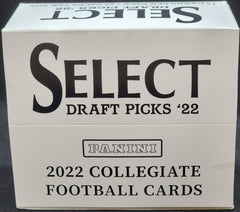 SELECT
DRAFT PICKS '22
PANINI
2022 COLLEGIATE
FOOTBALL CARDS